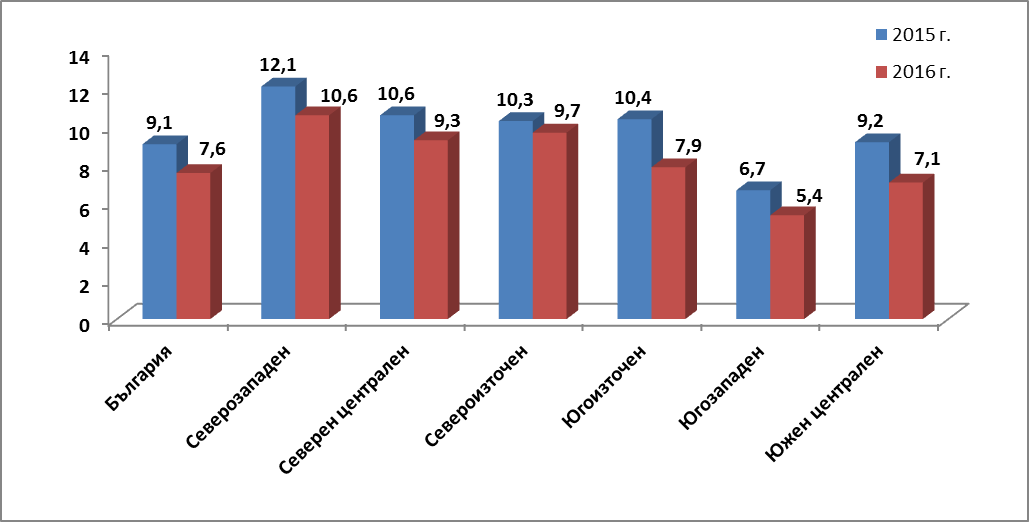 2015 г.
2016 г.
14
12
10
8
6
4
2
0
9,1
7,6
12,1
10,6
10,6
9,3
10,3
9,7
10,4
7,9
6,7
5,4
9,2
7,1
България
Северозападен
Северен централен
Североизточен
Югоизточен
Югозападен
Южен централен